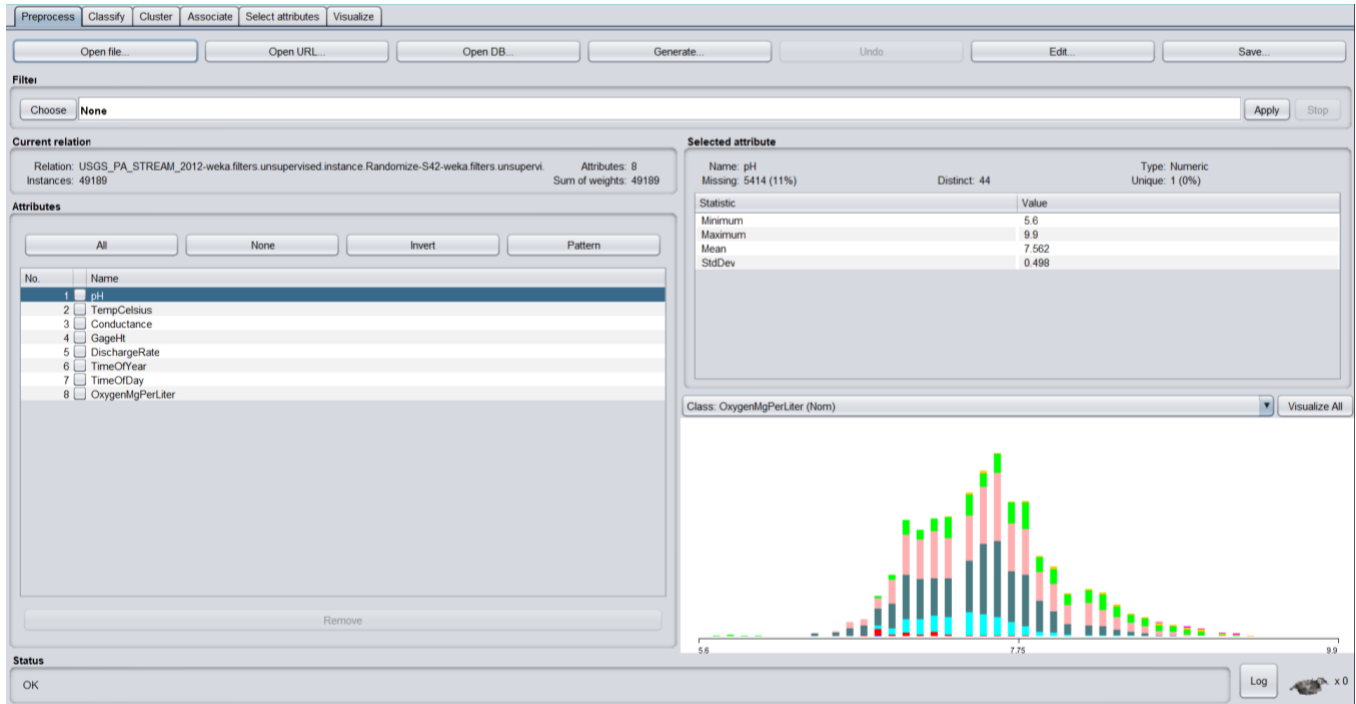 Preprocess Classify Cluster Associate Select attributes Visualize
Open file... Open URL... Open DB... Generate... Undo Edit... Save...
Filter
Choose None Apply Stop
Current relation
Relation: USGS_PA_STREAM_2012-weka.filters.unsupervised.instance.Randomize-S42-weka.filters.unsupervi. Attributes: 8
Instances: 49189 Sum of weights: 49189
Attributes
All None Invert Pattern
No. Name
1 pH
2 TempCelsius
3 Conductance
4 GageHt
5 DischargeRate
6 TimeOfYear
7 TimeOfDay
8 OxygenMgPerLiter
Remove
Selected attribute
Name: pH Type: Numeric
Missing: 5414 (11%) Distinct: 44 Unique: 1 (0%)
Statistic Value
Minimum 5.6
Maximum 9.9
Mean 7.562
StdDev 0.498
Class: OxygenMgPerLiter (Nom) Visualize All
5.6 7.75 9.9
Status
OK Log x 0